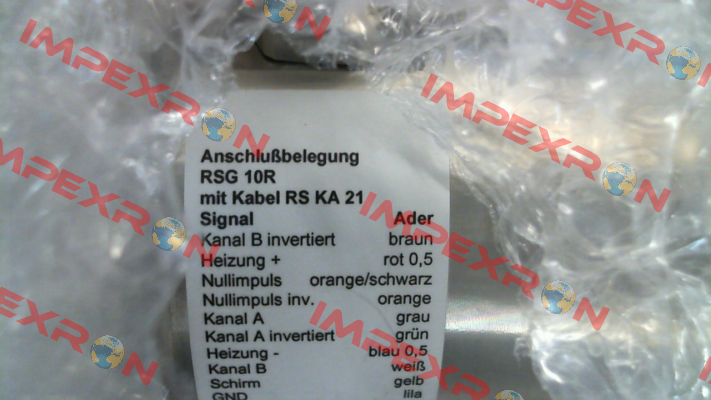 Anschlußbelegung
RSG 10R
mit Kabel RS KA 21
Signal Ader
Kanal B invertiert braun
Heizung + rot 0,5
Nullimpuls orange/schwarz
Nullimpuls inv. orange
Kanal A grau
Kanal A invertiert grün
Heizung - blau 0,5
Kanal B weiß
Schirm gelb
GND lila
IMPEXRON
IMPEXRON
IMPEXRON
IMPEXRON
IMPEXRON
IMPEXRON
IMPEXRON
IMPEXRON